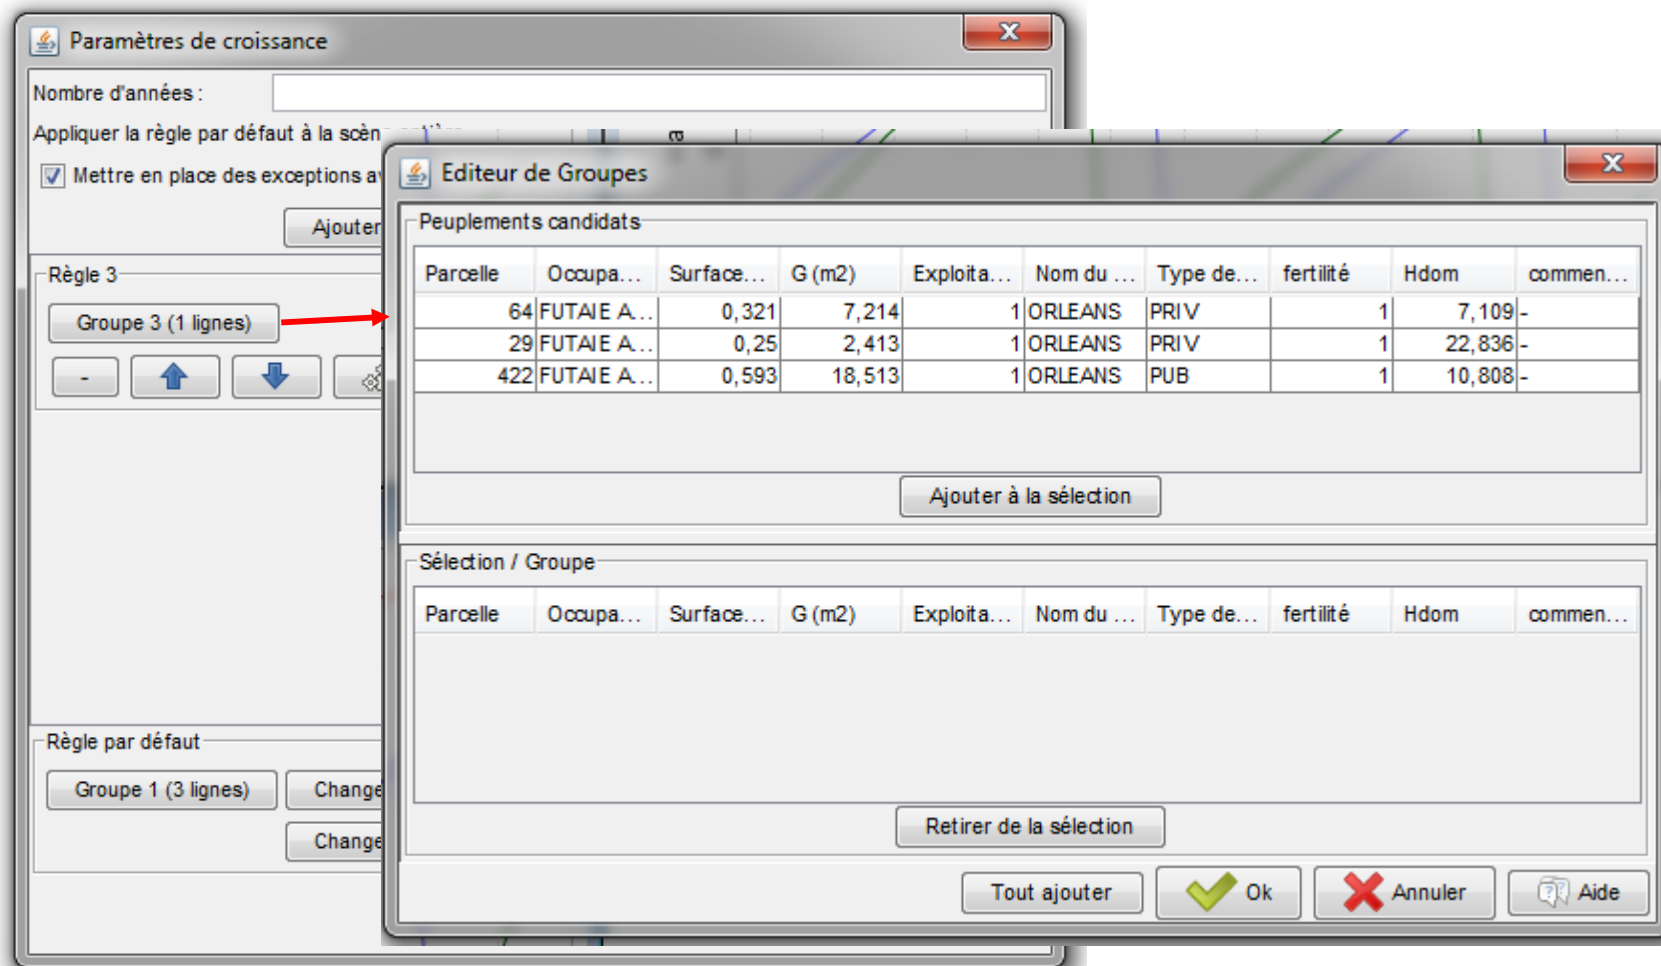 Paramètres de croissance
Nombre d'années :
Appliquer la règle par défaut à la scèn
Mettre en place des exceptions a
Ajouter
Règle 3
Groupe 3 (1 lignes)
-
Règle par défaut
Groupe 1 (3 lignes) Change
Change
Editeur de Groupes
Peuplements candidats
Parcelle Occupa... Surface... G (m2) Exploita... Nom du ... Type de... fertilité Hdom commen...
64 FUTAIE A... 0,321 7,214 1 ORLEANS PRIV 1 7,109 -
29 FUTAIE A... 0,25 2,413 1 ORLEANS PRIV 1 22,836 -
422 FUTAIE A... 0,593 18,513 1 ORLEANS PUB 1 10,808 -
Ajouter à la sélection
Sélection / Groupe
Parcelle Occupa... Surface... G (m2) Exploita... Nom du ... Type de... fertilité Hdom commen...
Retirer de la sélection
Tout ajouter Ok Annuler Aide